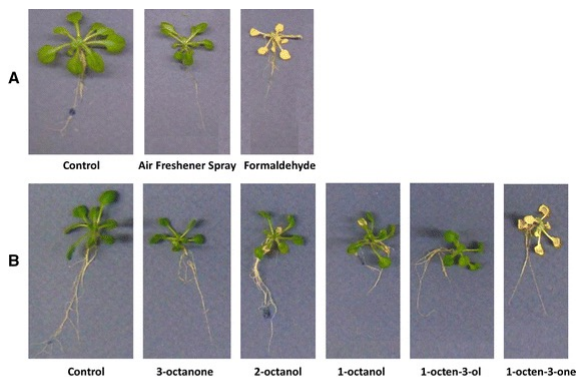 A
Control Air Freshener Spray Formaldehyde
B
Control 3-octanone 2-octanol 1-octanol 1-octen-3-ol 1-octen-3-one